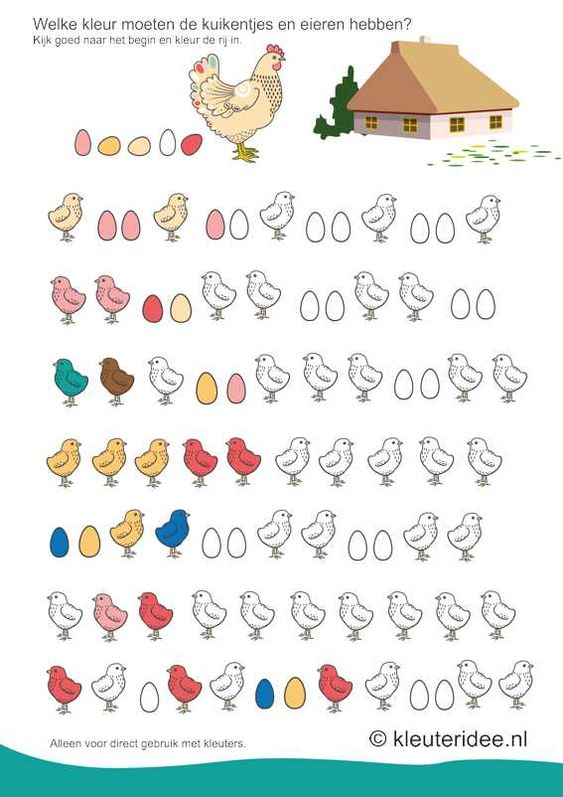 Welke kleur moeten de kuikentjes en eieren hebben?
Kijk goed naar het begin en kleur de rij in.
Alleen voor direct gebruik met kleuters.
© kleuteridee.nl